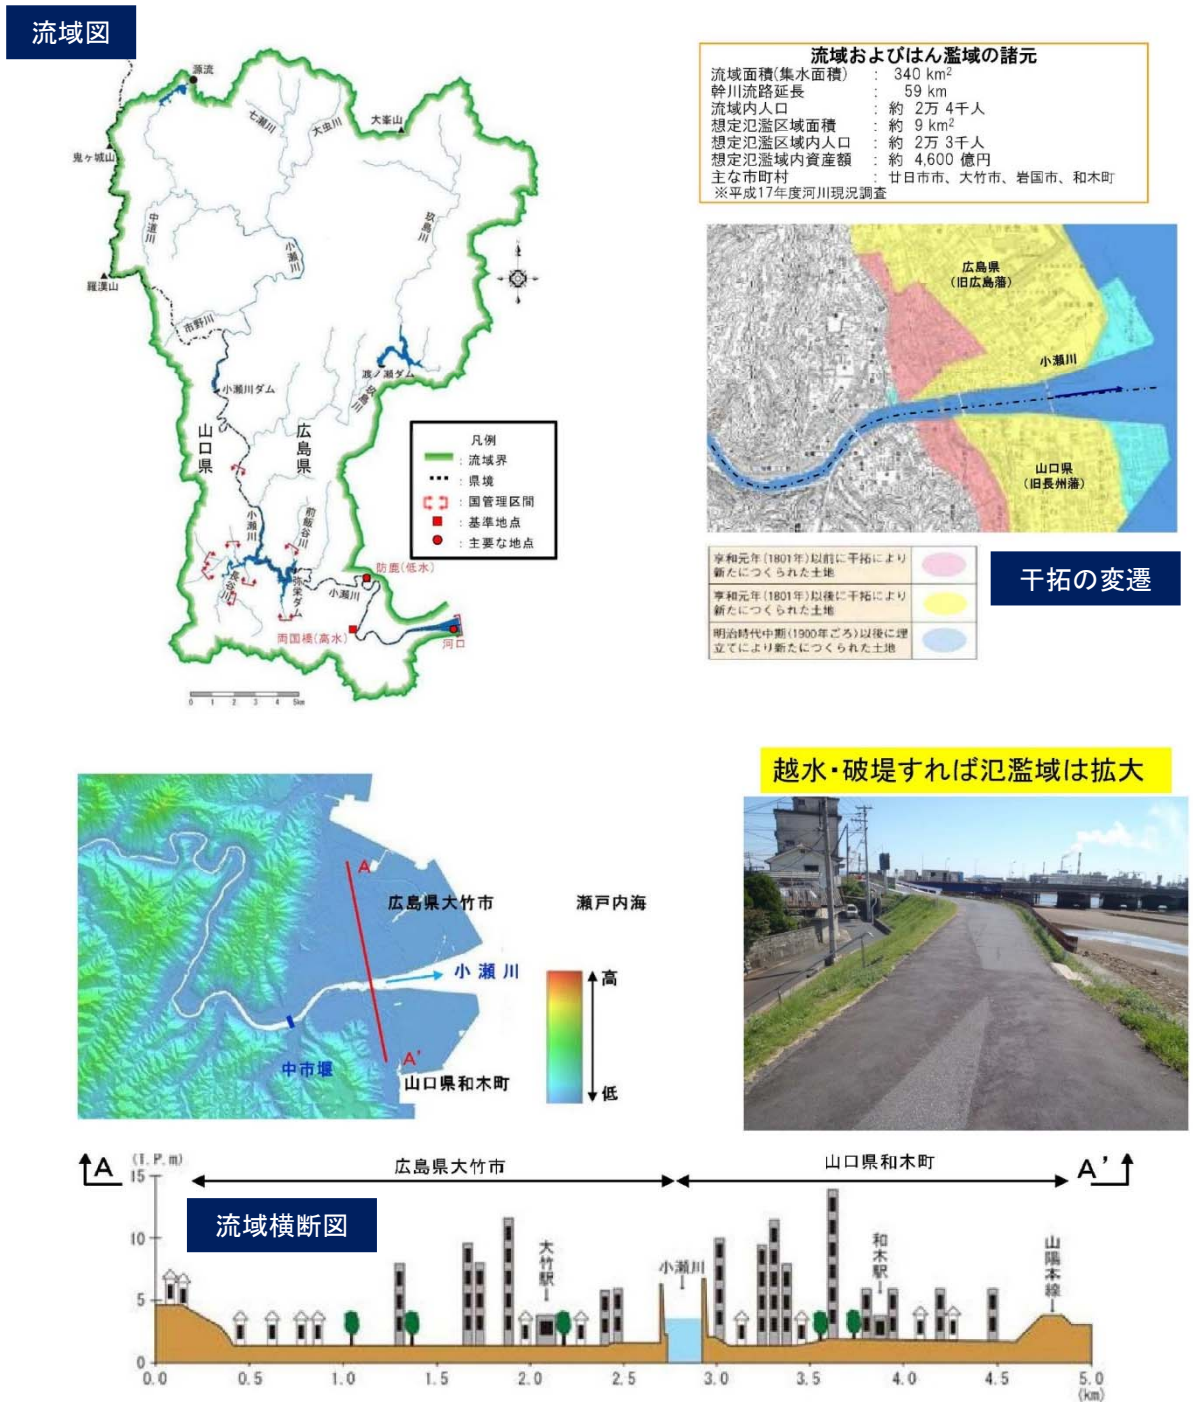 流域図
源流
七瀬川
大虫川
大峯山
鬼ヶ城山
中道川
玖島川
小瀬川
羅漢山
市野川
渡ノ瀬ダム
小瀬川ダム
玖島川
山口県
広島県
凡例
：流域界
：県境
：国管理区間
：基準地点
：主要な地点
小瀬川
前飯谷川
長谷川
弥栄ダム
防鹿(低水)
小瀬川
両国橋(高水)
河口
0 1 2 3 4 5km
流域およびはん濫域の諸元
流域面積(集水面積) ： 340 km²
幹川流路延長 ： 59 km
流域内人口 ： 約 2万 4千人
想定氾濫区域面積 ： 約 9 km²
想定氾濫区域内人口 ： 約 2万 3千人
想定氾濫域内資産額 ： 約 4,600 億円
主な市町村 ： 廿日市市、大竹市、岩国市、和木町
※平成17年度河川現況調査
広島県
(旧広島藩)
小瀬川
山口県
(旧長州藩)
享和元年(1801年)以前に干拓により
新たにつくられた土地
享和元年(1801年)以後に干拓により
新たにつくられた土地
明治時代中期(1900年ごろ)以後に埋
立てにより新たにつくられた土地
干拓の変遷
A
広島県大竹市
瀬戸内海
小瀬川
高
中市堰
A'
山口県和木町
低
越水・破堤すれば氾濫域は拡大
A
(T.P.m)
広島県大竹市
山口県和木町
A'
15
流域横断図
10
大竹駅
小瀬川
和木駅
山陽本線
5
0
0.0 0.5 1.0 1.5 2.0 2.5 3.0 3.5 4.0 4.5 5.0
(km)